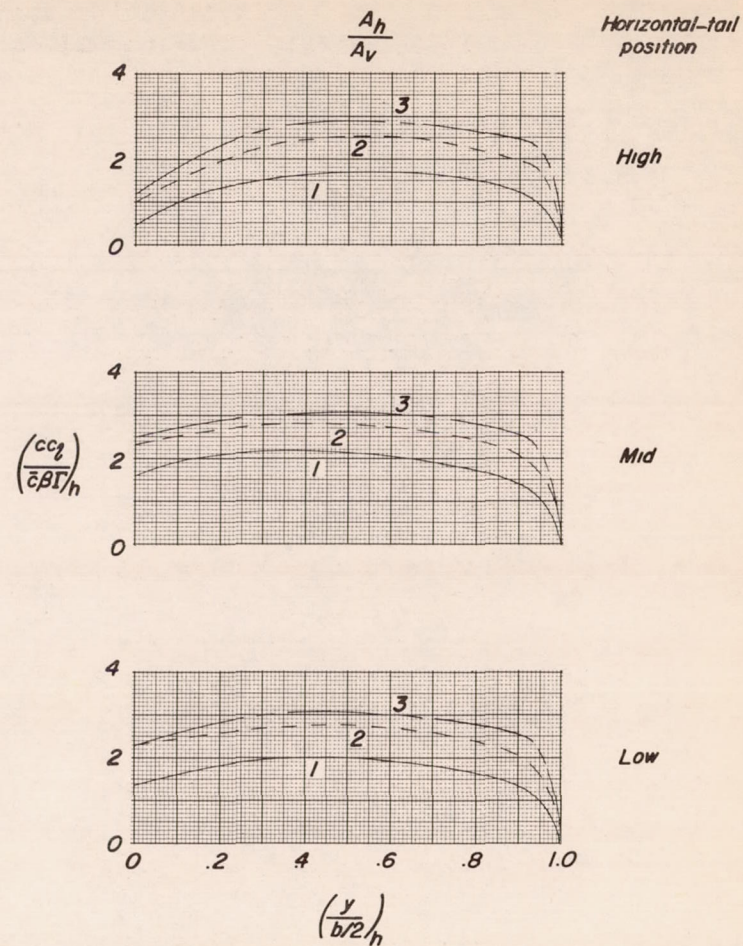 A_h / A_v
Horizontal-tail
position
4
2
0
3
2
1
High
4
2
0
3
2
1
Mid
(cc_l / c̄βΓ)_h
4
2
0
3
2
1
Low
0 .2 .4 .6 .8 1.0
(y / b/2)_h